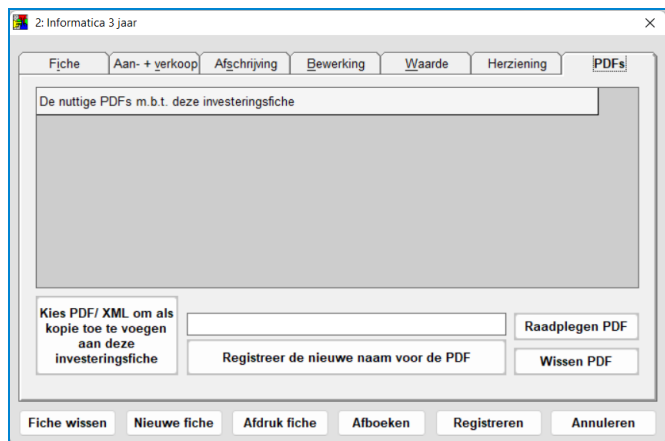 2: Informatica 3 jaar
Fiche Aan- + verkoop Afschrijving Bewerking Waarde Herziening PDFs
De nuttige PDFs m.b.t. deze investeringsfiche
Kies PDF/ XML om als
kopie toe te voegen
aan deze
investeringsfiche
Registreer de nieuwe naam voor de PDF
Raadplegen PDF
Wissen PDF
Fiche wissen Nieuwe fiche Afdruk fiche Afboeken Registreren Annuleren